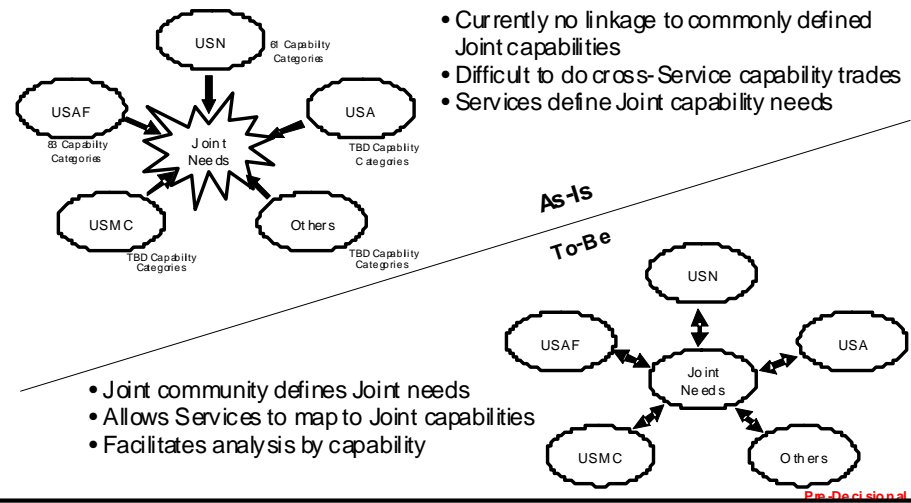 USN
61 Capability
Categories
USAF
83 Capability
Categories
USA
TBD Capability
Categories
Joint
Needs
USMC
TBD Capability
Categories
Others
TBD Capability
Categories
• Currently no linkage to commonly defined
Joint capabilities
• Difficult to do cross-Service capability trades
• Services define Joint capability needs
As-Is
To-Be
• Joint community defines Joint needs
• Allows Services to map to Joint capabilities
• Facilitates analysis by capability
USN
USAF
USA
Joint
Needs
USMC
Others
Pre-Decisional